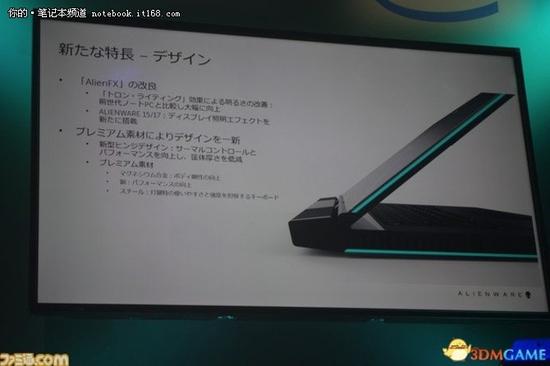 你的·笔记本频道 notebook.it168.com
新たな特長 – デザイン
• 「AlienFX」の改良
• 「トロン・ライティング」効果による明るさの改善：
前世代ノートPCと比較し大幅に向上
• ALIENWARE 15/17：ディスプレイ照明エフェクトを
新たに搭載
• プレミアム素材によりデザインを一新
• 新型ヒンジデザイン：サーマルコントロールと
パフォーマンスを向上し、筐体厚さを低減
• プレミアム素材
• マグネシウム合金：ボディ剛性の向上
• 銅：パフォーマンスの向上
• スチール：打鍵時の使いやすさと強度を担保するキーボード
ALIENWARE
ファミ通.com
3DMGAME